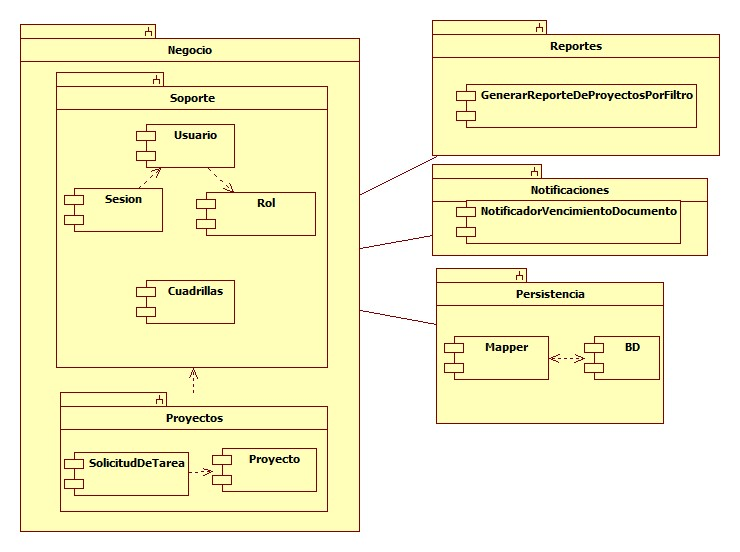 Negocio
Soporte
Usuario
Sesion
Rol
Cuadrillas
Proyectos
SolicitudDeTarea
Proyecto
Reportes
GenerarReporteDeProyectosPorFiltro
Notificaciones
NotificadorVencimientoDocumento
Persistencia
Mapper
BD